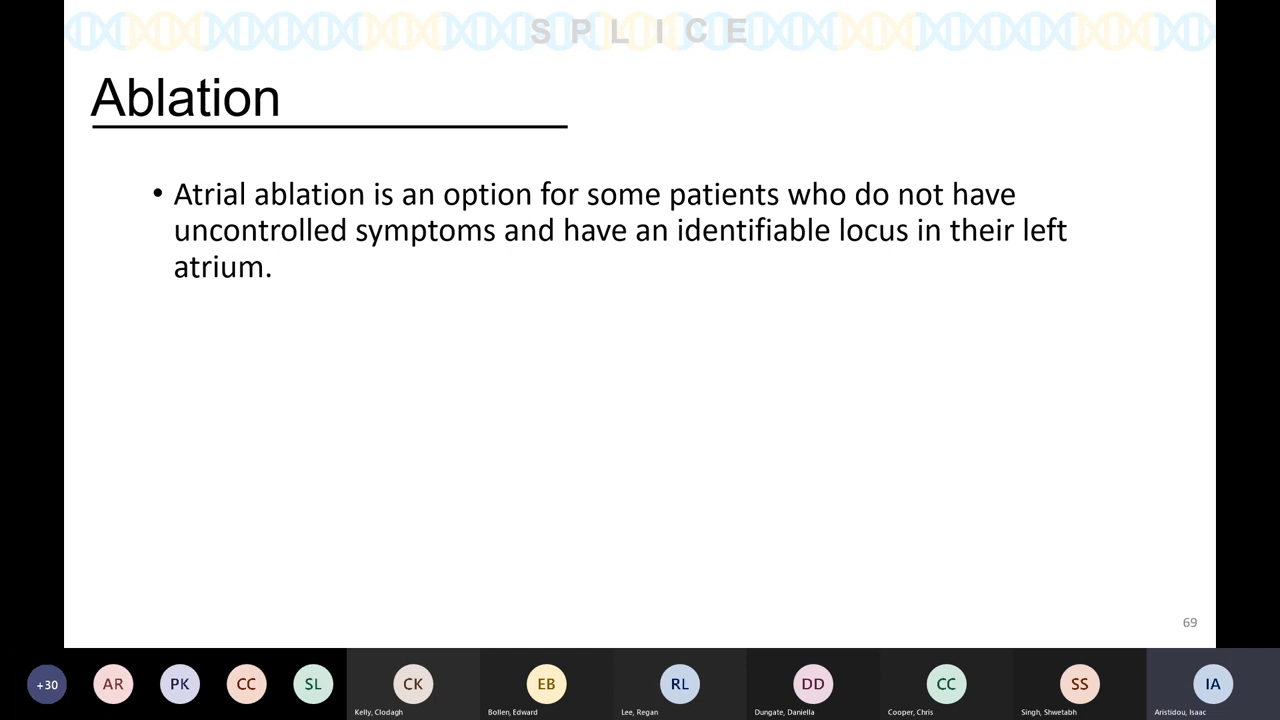 S P L I C E
Ablation
• Atrial ablation is an option for some patients who do not have
uncontrolled symptoms and have an identifiable locus in their left
atrium.
69
+30
AR
PK
CC
SL
CK
EB
RL
DD
CC
SS
IA
Kelly, Clodagh
Bollen, Edward
Lee, Regan
Dungate, Daniella
Cooper, Chris
Singh, Shwetabh
Aristidou, Isaac